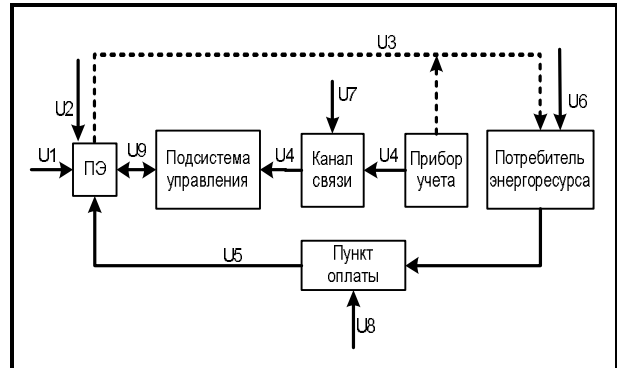 U3
U2
U7
U6
U1
ПЭ
U9
Подсистема
управления
U4
Канал
связи
U4
Прибор
учета
Потребитель
энергоресурса
U5
Пункт
оплаты
U8